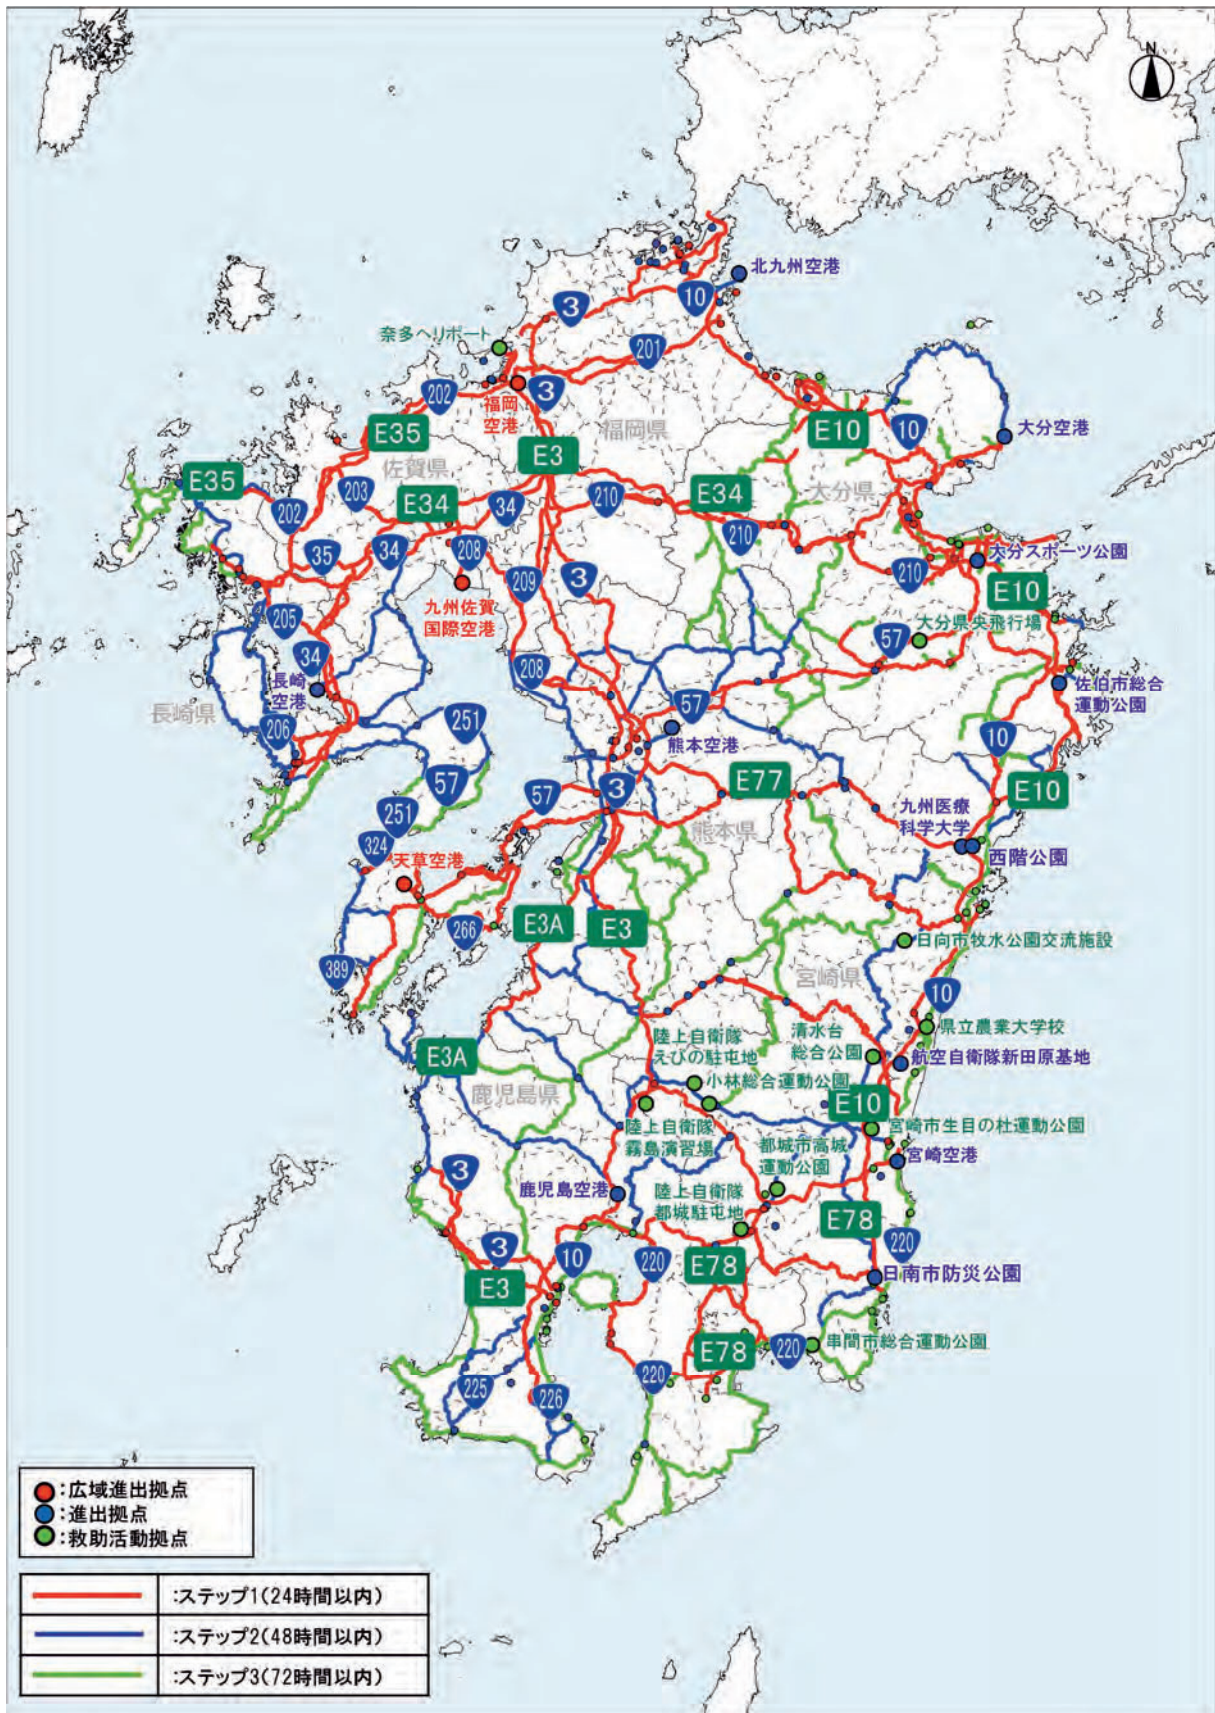 N
北九州空港
3
10
奈多ヘリポート
201
202
3
福岡
空港
福岡県
E35
E10
10
大分空港
佐賀県
E3
E35
E34
大分県
203
E34
34
210
202
210
35
34
208
大分スポーツ公園
209
3
210
E10
九州佐賀
国際空港
205
大分県央飛行場
57
34
208
長崎
空港
佐伯市総合
運動公園
57
長崎県
206
251
熊本空港
10
57
E77
E10
57
3
九州医療
科学大学
251
熊本県
324
西階公園
天草空港
E3A
E3
266
日向市牧水公園交流施設
389
宮崎県
10
陸上自衛隊
えびの駐屯地
清水台
総合公園
県立農業大学校
E3A
航空自衛隊新田原基地
小林総合運動公園
鹿児島県
E10
陸上自衛隊
霧島演習場
宮崎市生目の杜運動公園
都城市高城
運動公園
3
宮崎空港
鹿児島空港
陸上自衛隊
都城駐屯地
E78
220
3
10
220
E78
日南市防災公園
E3
E78
220
串間市総合運動公園
220
225
226
:広域進出拠点
:進出拠点
:救助活動拠点
:ステップ1(24時間以内)
:ステップ2(48時間以内)
:ステップ3(72時間以内)